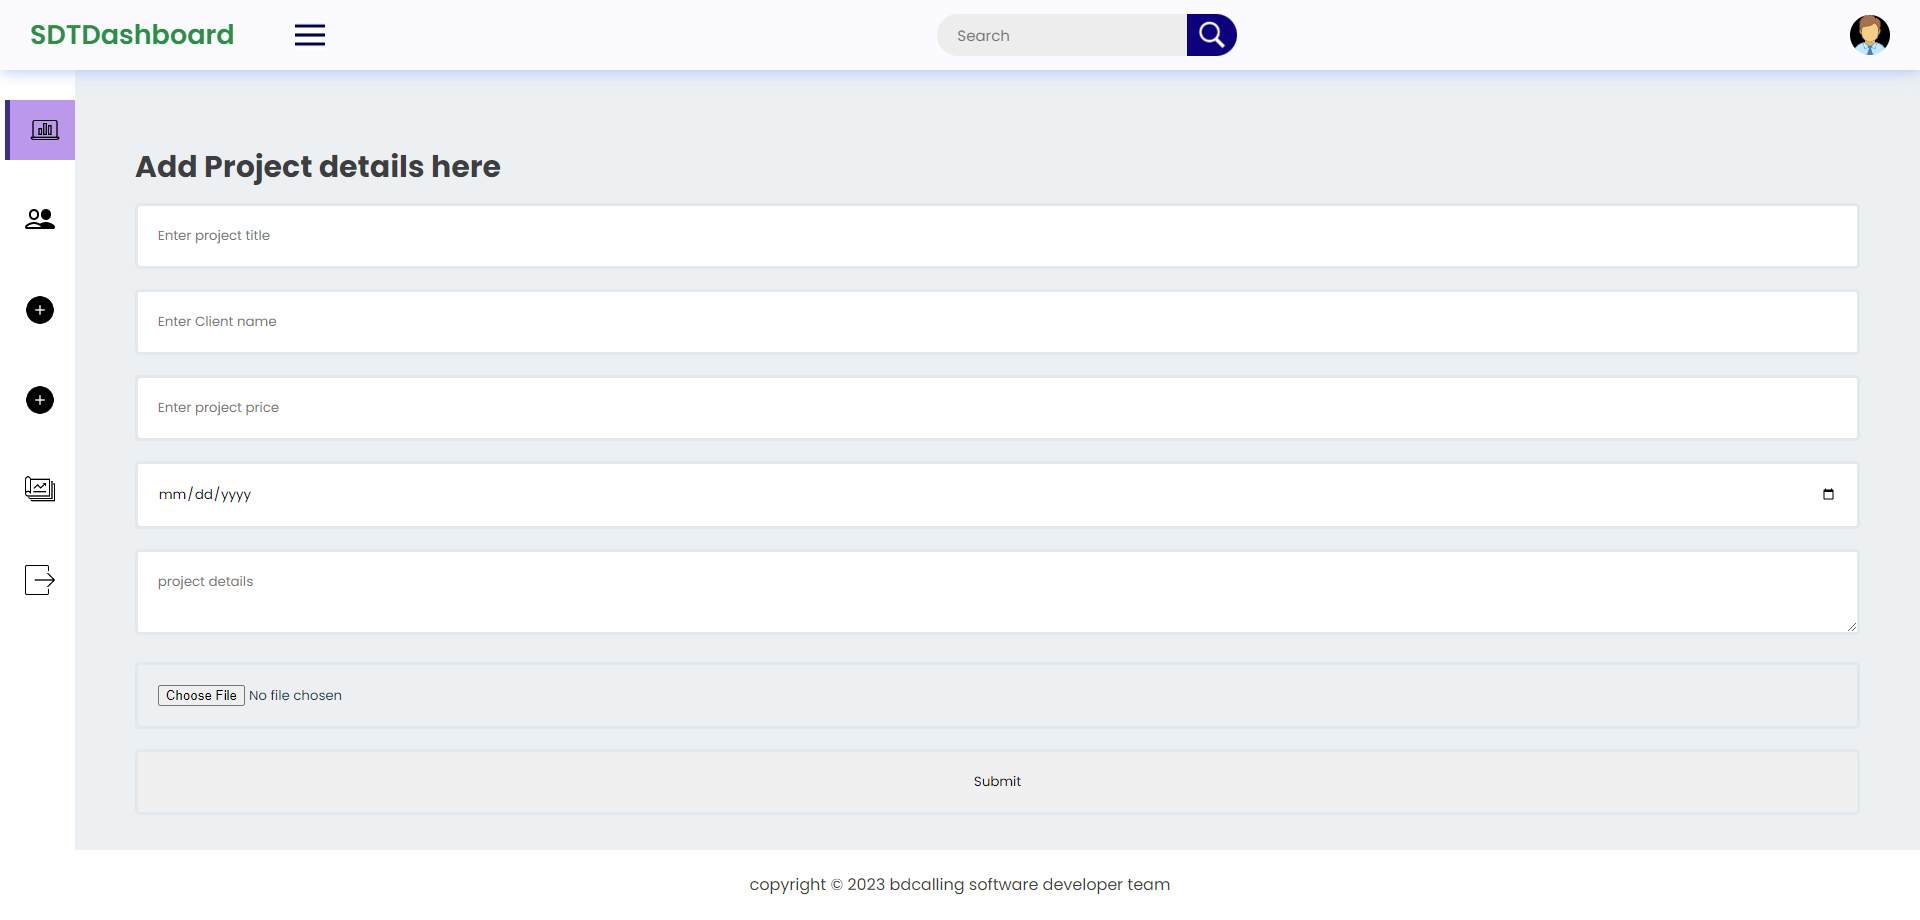 SDTDashboard
Search
Add Project details here
Enter project title
Enter Client name
Enter project price
mm/dd/yyyy
project details
Choose File No file chosen
Submit
copyright © 2023 bdcalling software developer team